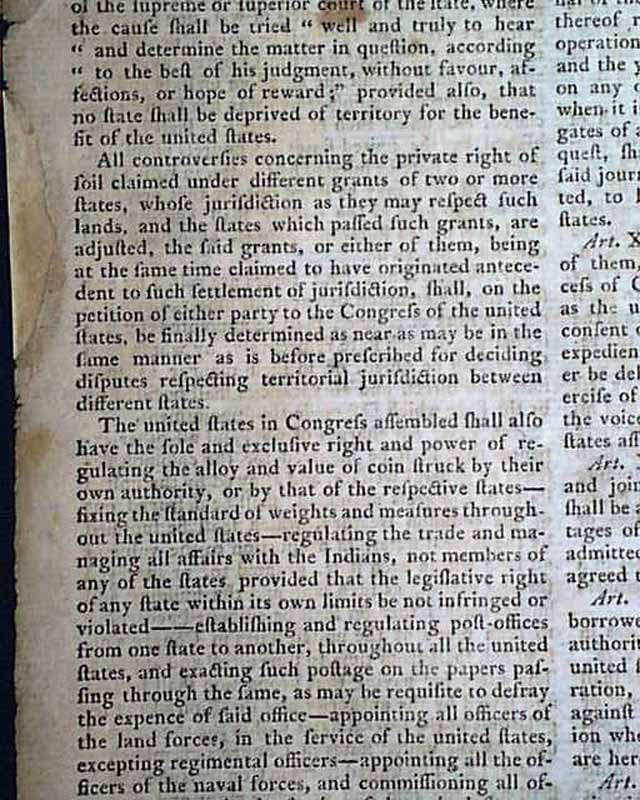 of the ſupreme or ſuperior court of the ſtate, where
the cauſe ſhall be tried “ well and truly to hear
“ and determine the matter in queſtion, according
“ to the beſt of his judgment, without favour, af-
fections, or hope of reward;” provided alſo, that
no ſtate ſhall be deprived of territory for the bene-
fit of the united ſtates.
All controverſies concerning the private right of
ſoil claimed under different grants of two or more
ſtates, whoſe juriſdiction as they may reſpect ſuch
lands, and the ſtates which paſſed ſuch grants, are
adjuſted, the ſaid grants, or either of them, being
at the ſame time claimed to have originated antece-
dent to ſuch ſettlement of juriſdiction, ſhall, on the
petition of either party to the Congreſs of the united
ſtates, be finally determined as near as may be in the
ſame manner as is before preſcribed for deciding
diſputes reſpecting territorial juriſdiction between
different ſtates.
The united ſtates in Congreſs aſſembled ſhall alſo
have the ſole and excluſive right and power of re-
gulating the alloy and value of coin ſtruck by their
own authority, or by that of the reſpective ſtates—
fixing the ſtandard of weights and meaſures through-
out the united ſtates—regulating the trade and ma-
naging all affairs with the Indians, not members of
any of the ſtates provided that the legiſlative right
of any ſtate within its own limits be not infringed or
violated——eſtabliſhing and regulating poſt-offices
from one ſtate to another, throughout all the united
ſtates, and exacting ſuch poſtage on the papers paſ-
ſing through the ſame, as may be requiſite to defray
the expence of ſaid office—appointing all officers of
the land forces, in the ſervice of the united ſtates,
excepting regimental officers—appointing all the of-
ficers of the naval forces, and commiſſioning all of-
thereof
operation
and the
on any
when it i
gates of
queſt, ſh
ſaid jour
ted, to
ſtates.
Art. X
of them,
ceſs of C
as the u
conſent
expedien
er be del
erciſe of
the voice
ſtates aſſ
Art.
and join
ſhall be a
tages of
admitted
agreed t
Art.
borrowe
authorit
united ſ
ration,
againſt
ion whe
are here
Art.